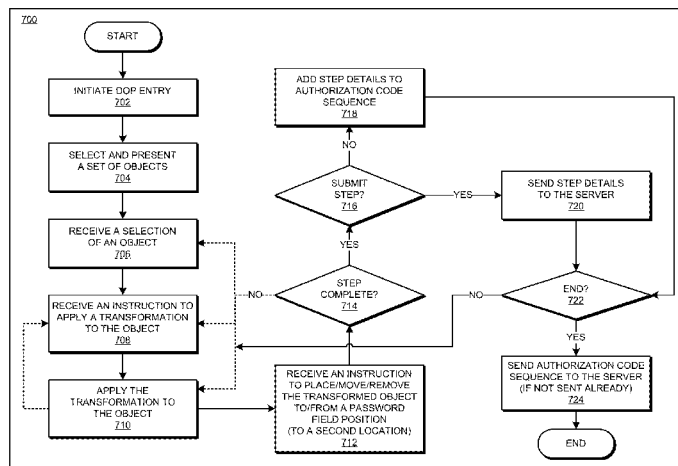 700
START
INITIATE DOP ENTRY
702
SELECT AND PRESENT
A SET OF OBJECTS
704
RECEIVE A SELECTION
OF AN OBJECT
706
RECEIVE AN INSTRUCTION TO
APPLY A TRANSFORMATION
TO THE OBJECT
708
APPLY THE
TRANSFORMATION TO
THE OBJECT
710
RECEIVE AN INSTRUCTION
TO PLACE/MOVE/REMOVE
THE TRANSFORMED OBJECT
TO/FROM A PASSWORD
FIELD POSITION
(TO A SECOND LOCATION)
712
STEP
COMPLETE?
714
NO
YES
SUBMIT
STEP?
716
NO
YES
ADD STEP DETAILS TO
AUTHORIZATION CODE
SEQUENCE
718
SEND STEP DETAILS
TO THE SERVER
720
END?
722
NO
YES
SEND AUTHORIZATION CODE
SEQUENCE TO THE SERVER
(IF NOT SENT ALREADY)
724
END